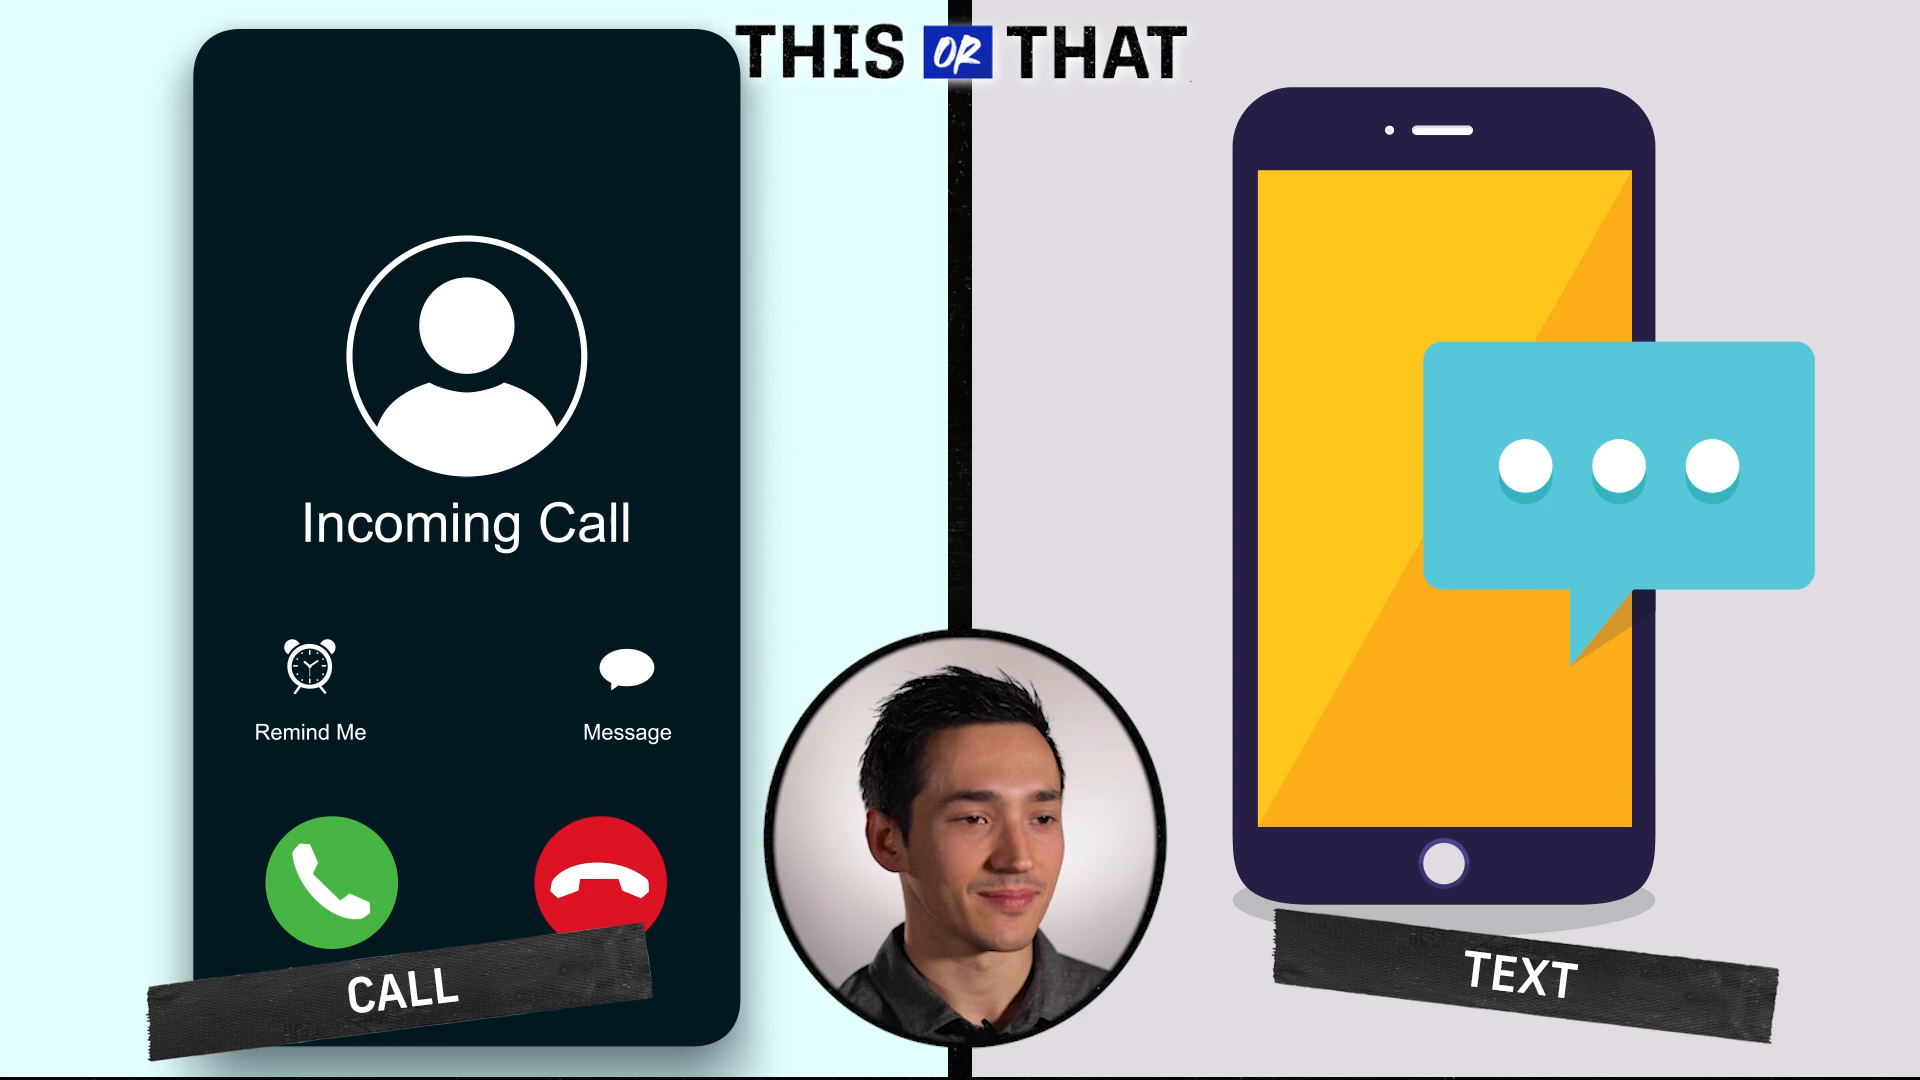 THIS OR THAT
Incoming Call
Remind Me
Message
CALL
TEXT